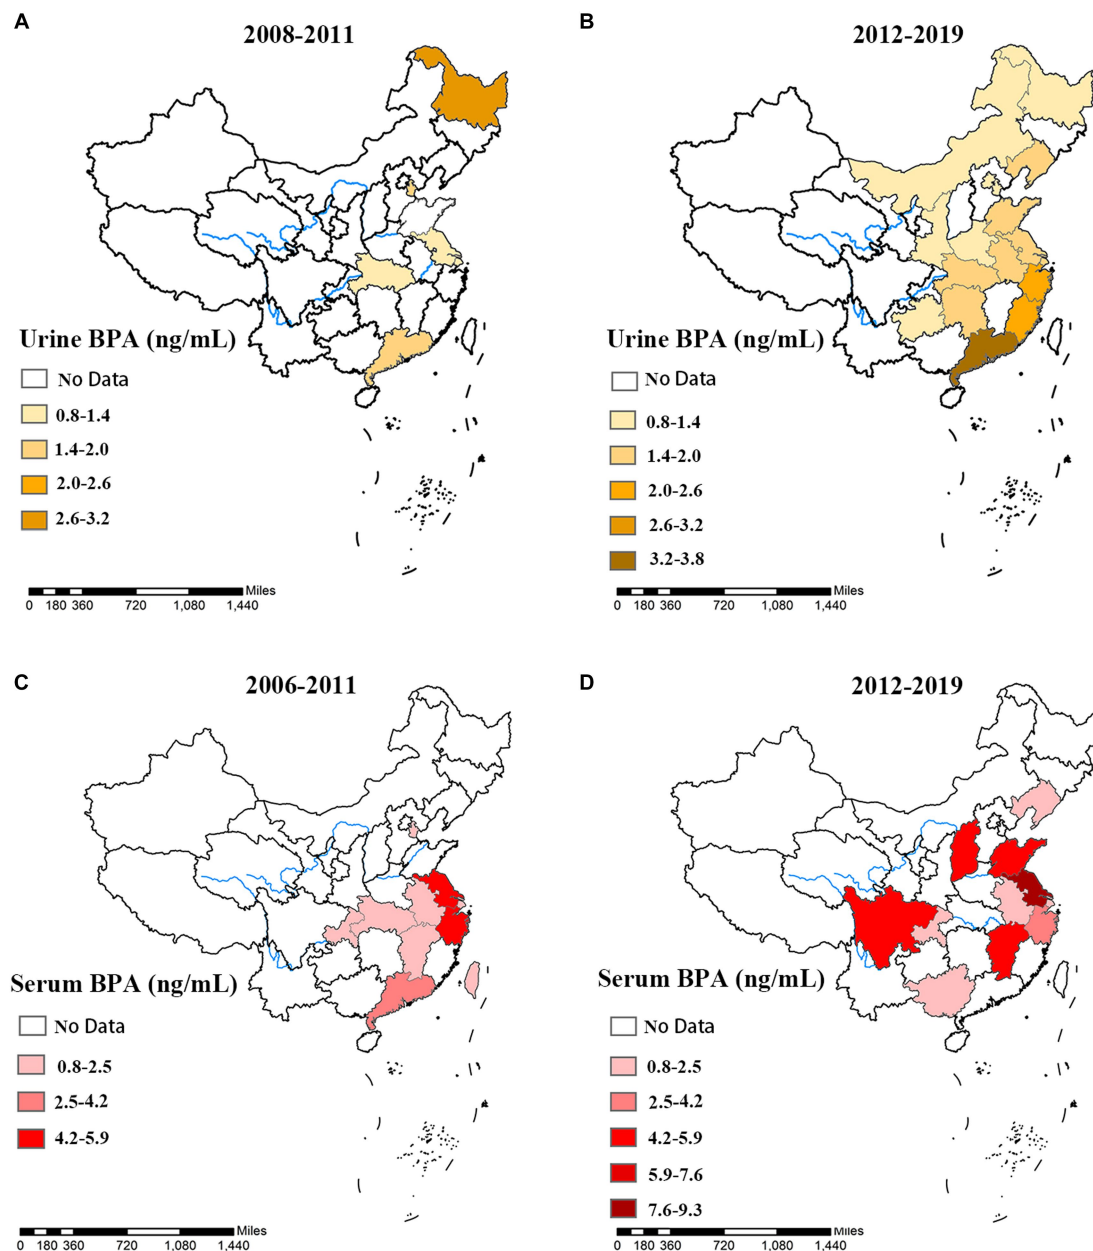 A
2008-2011
Urine BPA (ng/mL)
No Data
0.8-1.4
1.4-2.0
2.0-2.6
2.6-3.2
Miles
0 180 360 720 1,080 1,440
B
2012-2019
Urine BPA (ng/mL)
No Data
0.8-1.4
1.4-2.0
2.0-2.6
2.6-3.2
3.2-3.8
Miles
0 180 360 720 1,080 1,440
C
2006-2011
Serum BPA (ng/mL)
No Data
0.8-2.5
2.5-4.2
4.2-5.9
Miles
0 180 360 720 1,080 1,440
D
2012-2019
Serum BPA (ng/mL)
No Data
0.8-2.5
2.5-4.2
4.2-5.9
5.9-7.6
7.6-9.3
Miles
0 180 360 720 1,080 1,440